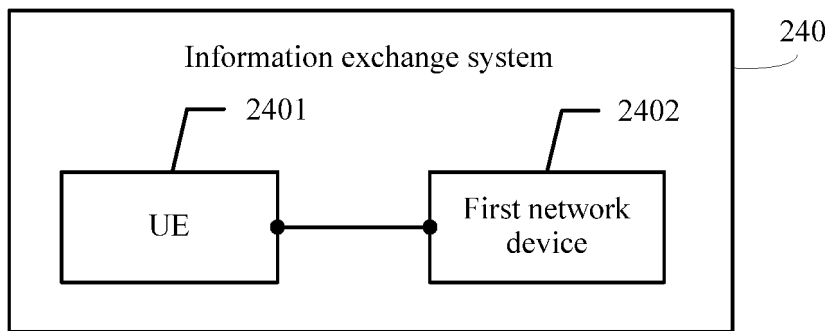 240
Information exchange system
2401
2402
UE
First network
device